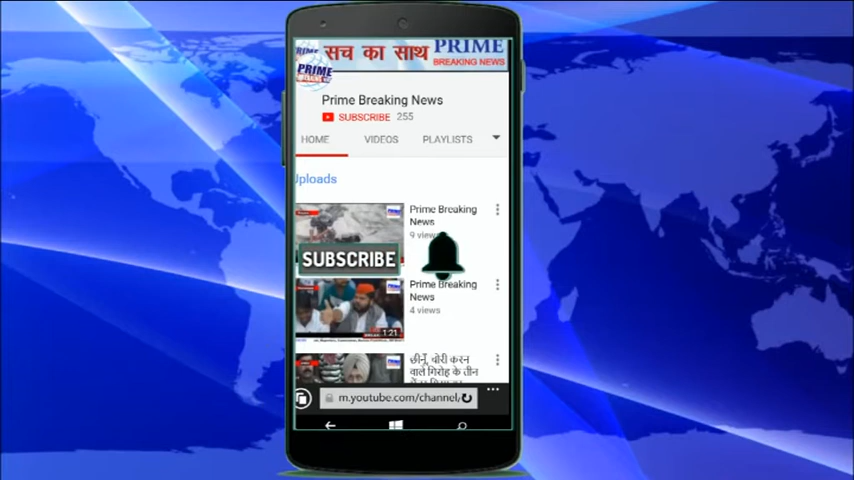 सच का साथ
PRIME
BREAKING NEWS
PRIME
Prime Breaking News
SUBSCRIBE 255
HOME VIDEOS PLAYLISTS
Uploads
Prime Breaking
News
9 views
SUBSCRIBE
Prime Breaking
News
4 views
1:21
छीनूँ, चोरी करन
वाले गिरोह के तीन
m.youtube.com/channel/